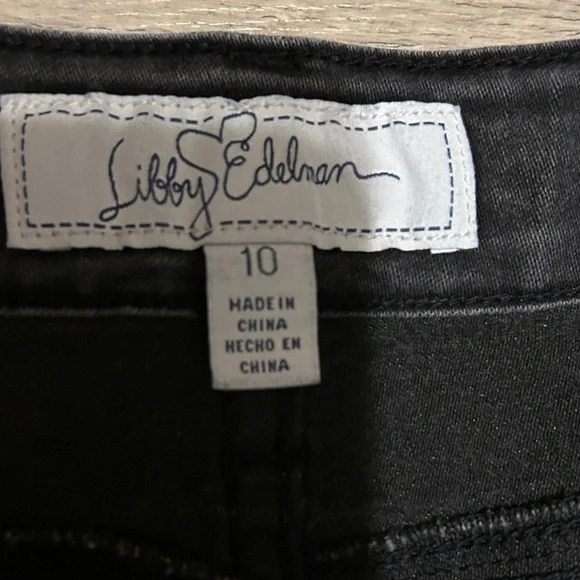 Libby Edelman
10
MADE IN
CHINA
HECHO EN
CHINA